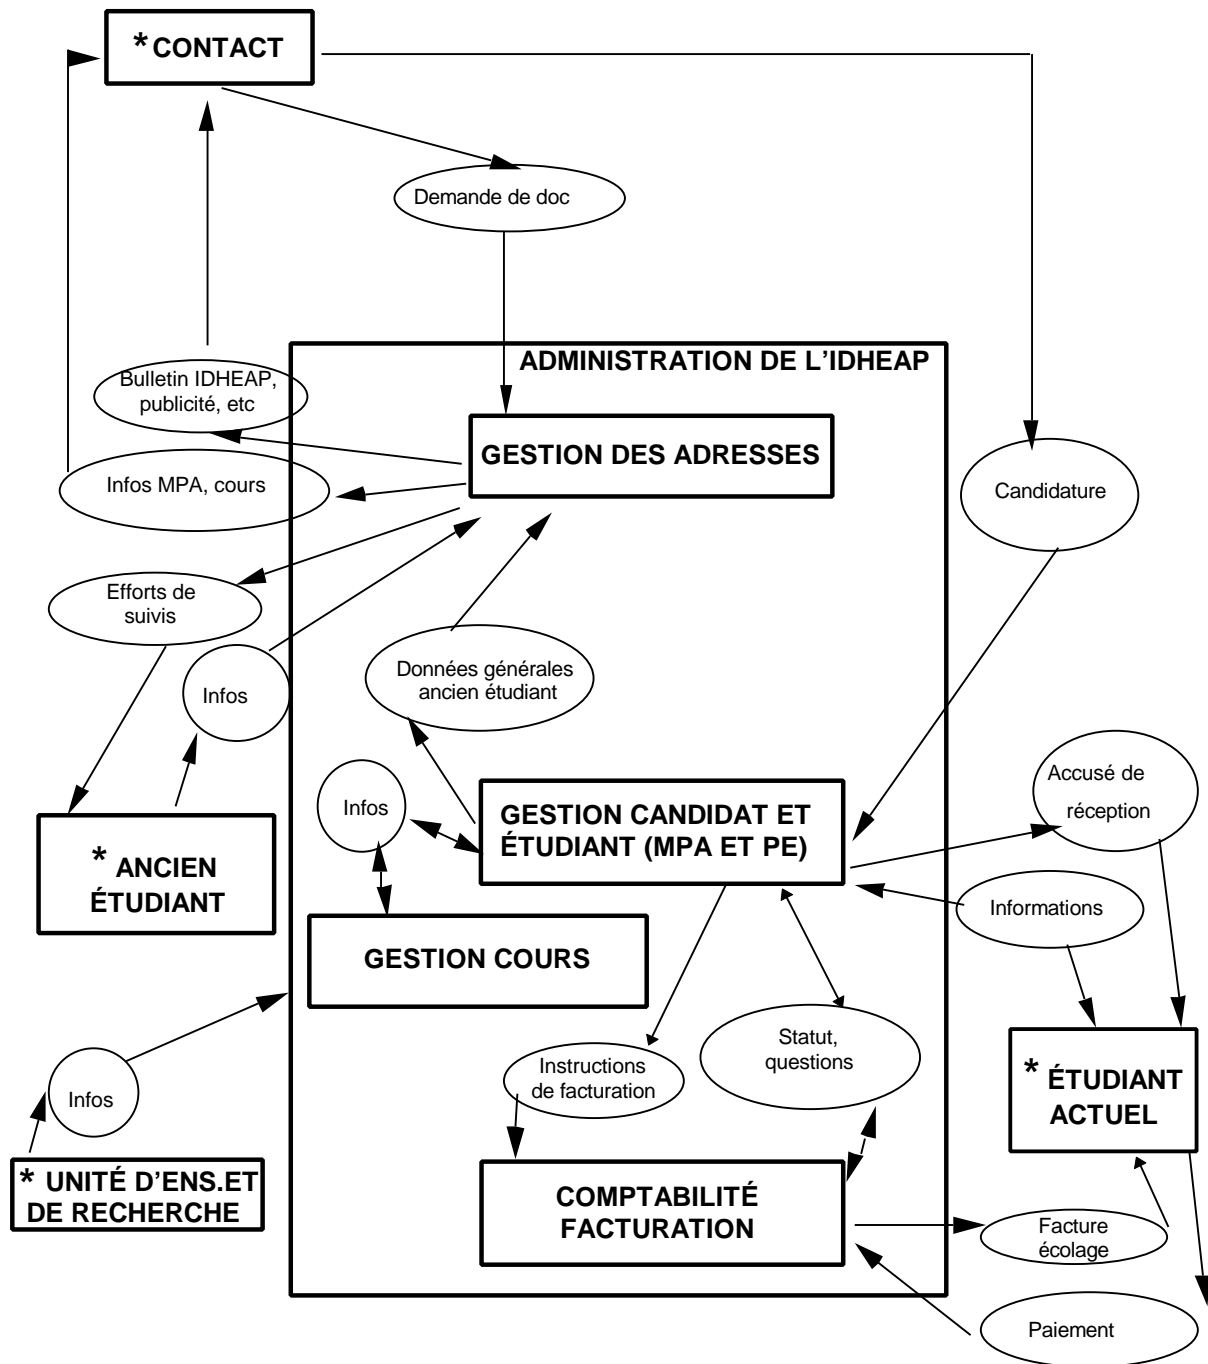 * CONTACT
Demande de doc
ADMINISTRATION DE L'IDHEAP
Bulletin IDHEAP,
publicité, etc
GESTION DES ADRESSES
Infos MPA, cours
Candidature
Efforts de
suivis
Infos
Données générales
ancien étudiant
Accusé de
réception
Infos
GESTION CANDIDAT ET
ÉTUDIANT (MPA ET PE)
* ANCIEN
ÉTUDIANT
Informations
GESTION COURS
Statut,
questions
Instructions
de facturation
* ÉTUDIANT
ACTUEL
Infos
* UNITÉ D'ENS.ET
DE RECHERCHE
COMPTABILITÉ
FACTURATION
Facture
écolage
Paiement